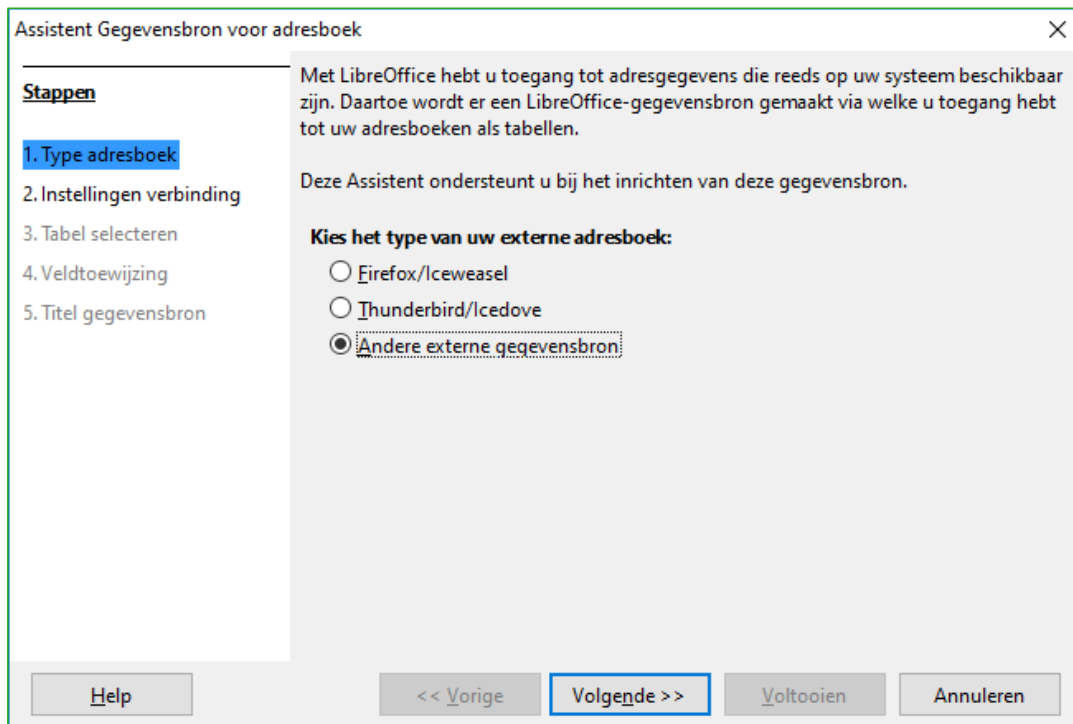 Assistent Gegevensbron voor adresboek
Stappen
1. Type adresboek
2. Instellingen verbinding
3. Tabel selecteren
4. Veldtoewijzing
5. Titel gegevensbron
Met LibreOffice hebt u toegang tot adresgegevens die reeds op uw systeem beschikbaar
zijn. Daartoe wordt er een LibreOffice-gegevensbron gemaakt via welke u toegang hebt
tot uw adresboeken als tabellen.
Deze Assistent ondersteunt u bij het inrichten van deze gegevensbron.
Kies het type van uw externe adresboek:
Firefox/Iceweasel
Thunderbird/Icedove
Andere externe gegevensbron
Help
<< Vorige
Volgende >>
Voltooien
Annuleren